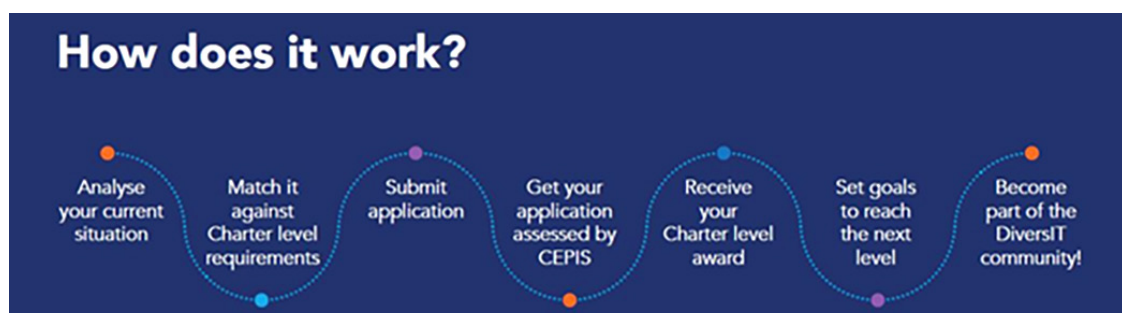 How does it work?
Analyse
your current
situation
Match it
against
Charter level
requirements
Submit
application
Get your
application
assessed by
CEPIS
Receive
your
Charter level
award
Set goals
to reach
the next
level
Become
part of the
DiversIT
community!